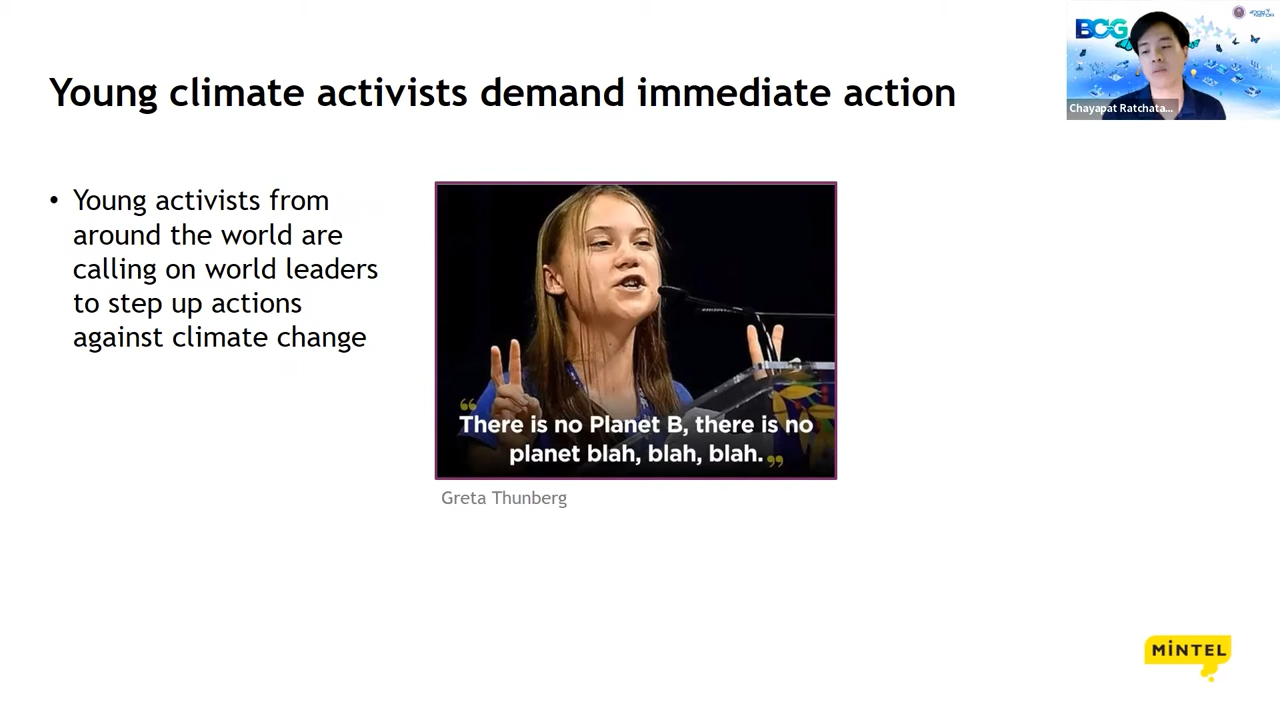 Young climate activists demand immediate action
BCG
Chayapat Ratchata...
• Young activists from
around the world are
calling on world leaders
to step up actions
against climate change
“There is no Planet B, there is no
planet blah, blah, blah.”
Greta Thunberg
MiNTEL